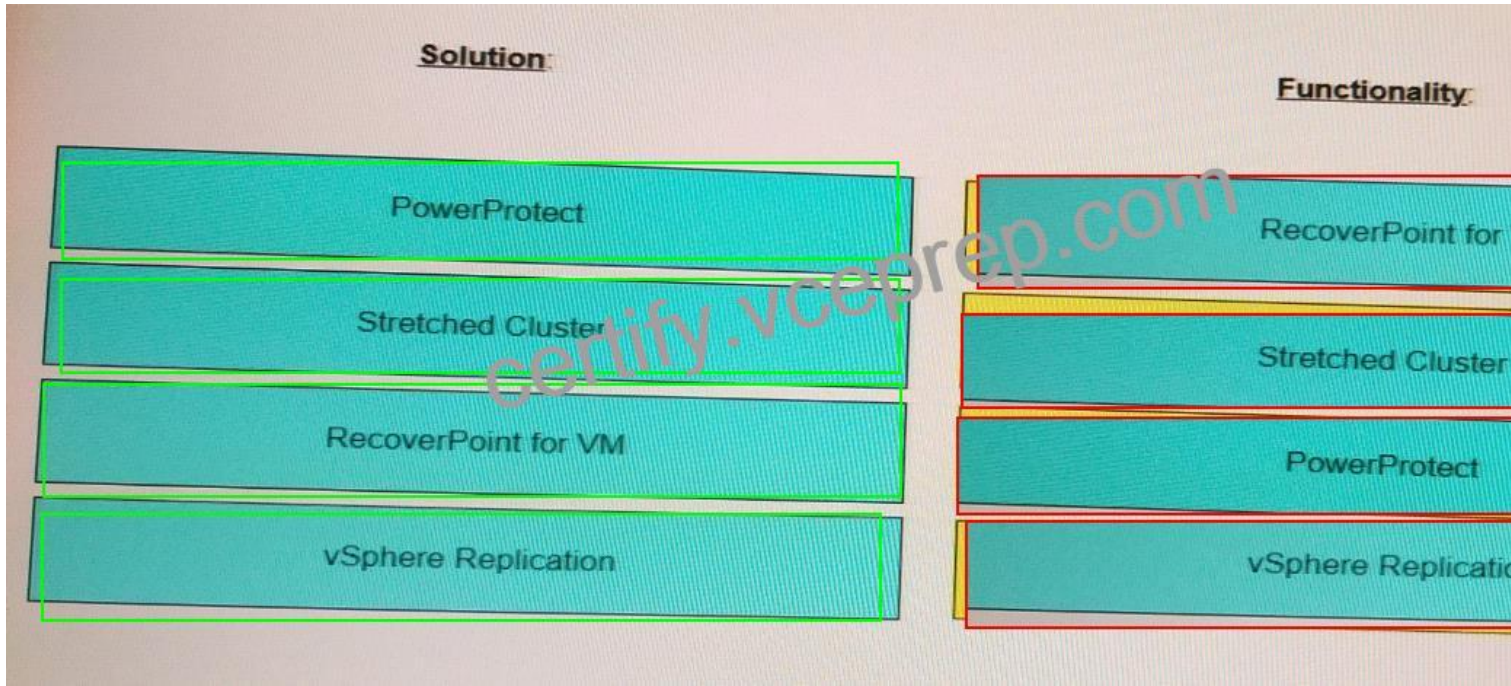 Solution:
Functionality:
PowerProtect
RecoverPoint for
Stretched Cluster
Stretched Cluster
RecoverPoint for VM
PowerProtect
vSphere Replication
vSphere Replicatio
certify.vceprep.com